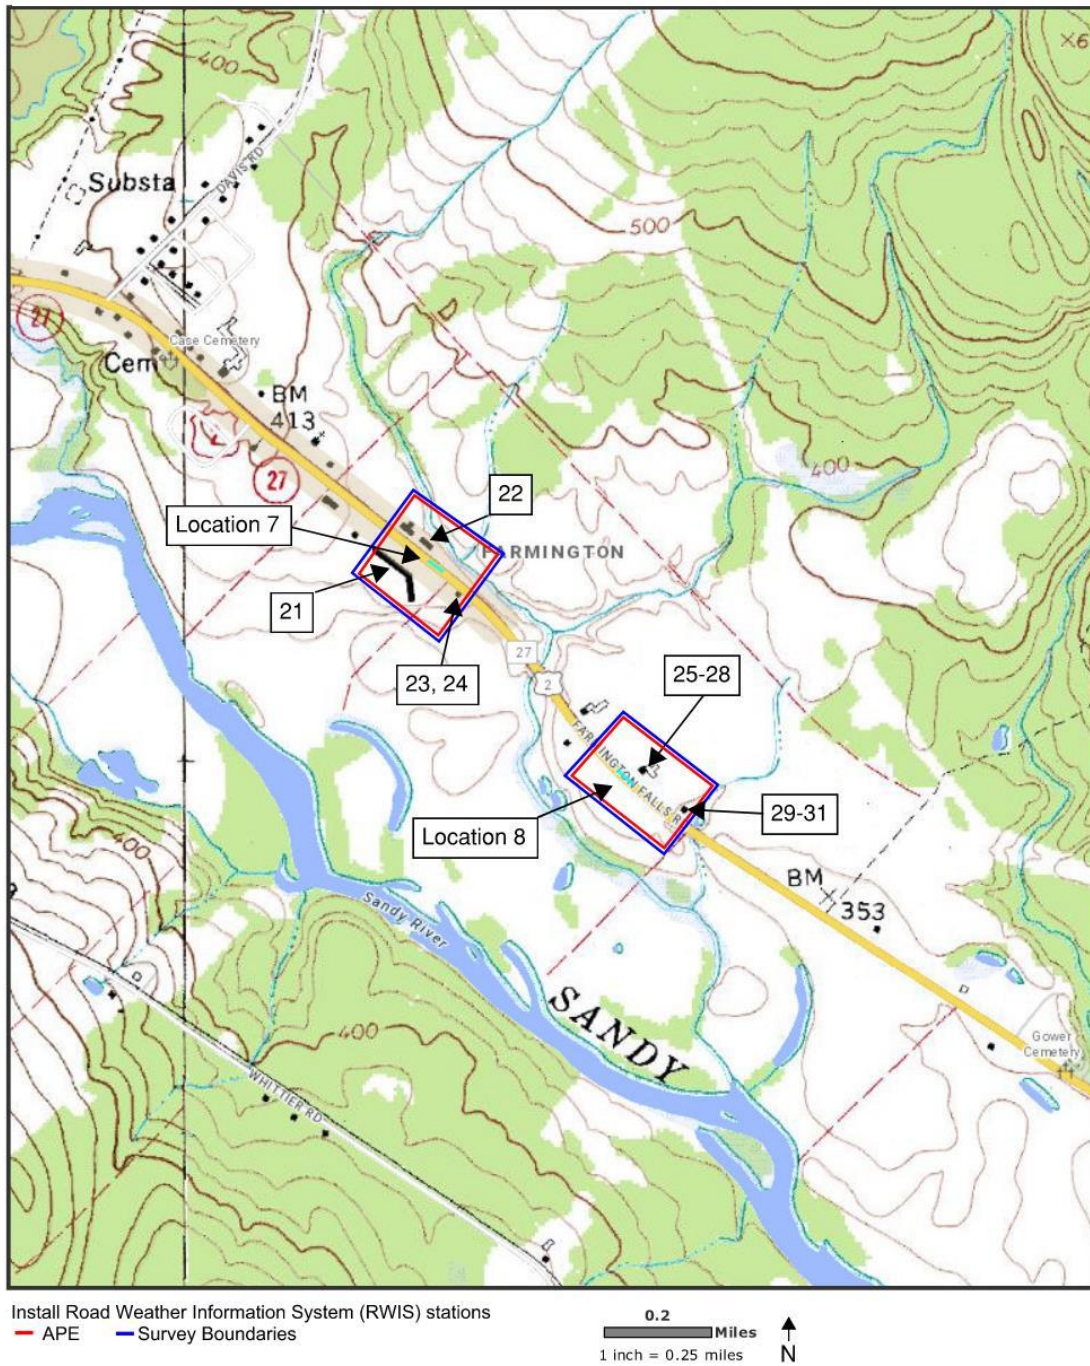 400
×6
Substa
DAVIS RD
500
27
Case Cemetery
Cem
BM
413
27
400
22
Location 7
FARMINGTON
21
27
23, 24
2
25-28
FARMINGTON FALLS R
29-31
Location 8
400
BM
353
Sandy River
SANDY
400
Gower
Cemetery
WHITTIER RD
Install Road Weather Information System (RWIS) stations
APE
Survey Boundaries
0.2
Miles
1 inch = 0.25 miles
N